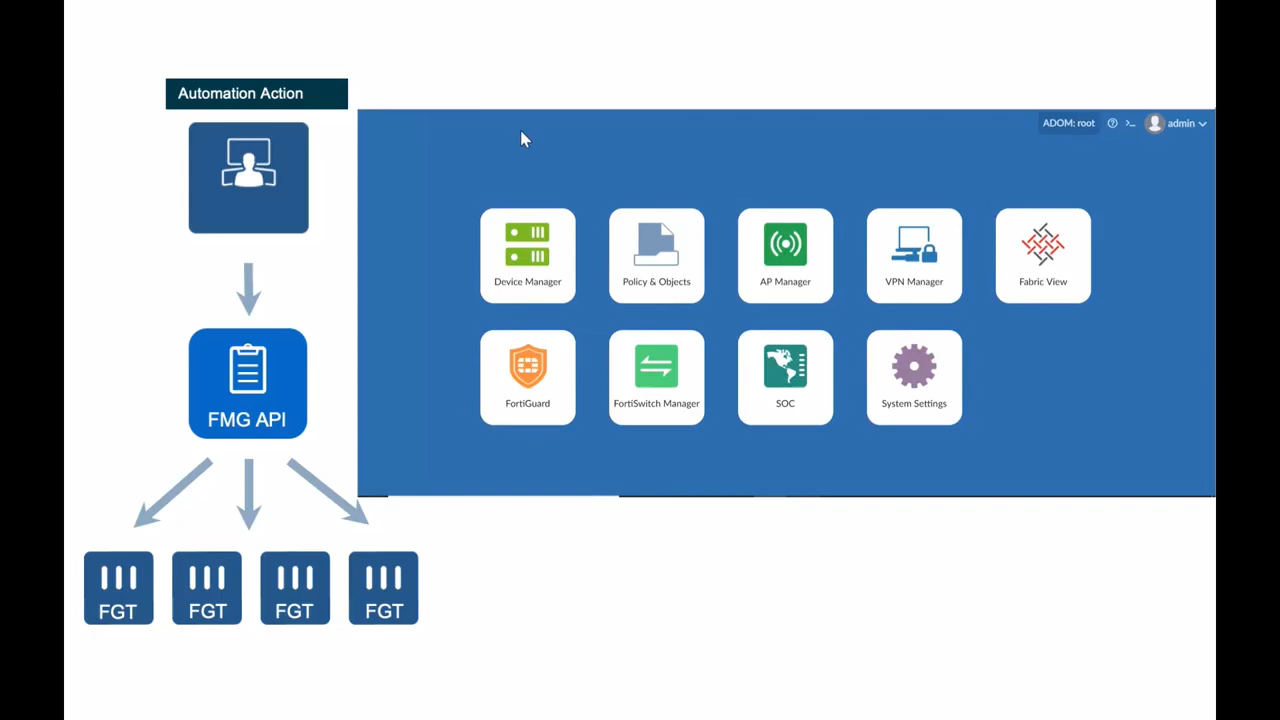 Automation Action
ADOM: root
admin
Device Manager
Policy & Objects
AP Manager
VPN Manager
Fabric View
FortiGuard
FortiSwitch Manager
SOC
System Settings
FMG API
FGT
FGT
FGT
FGT